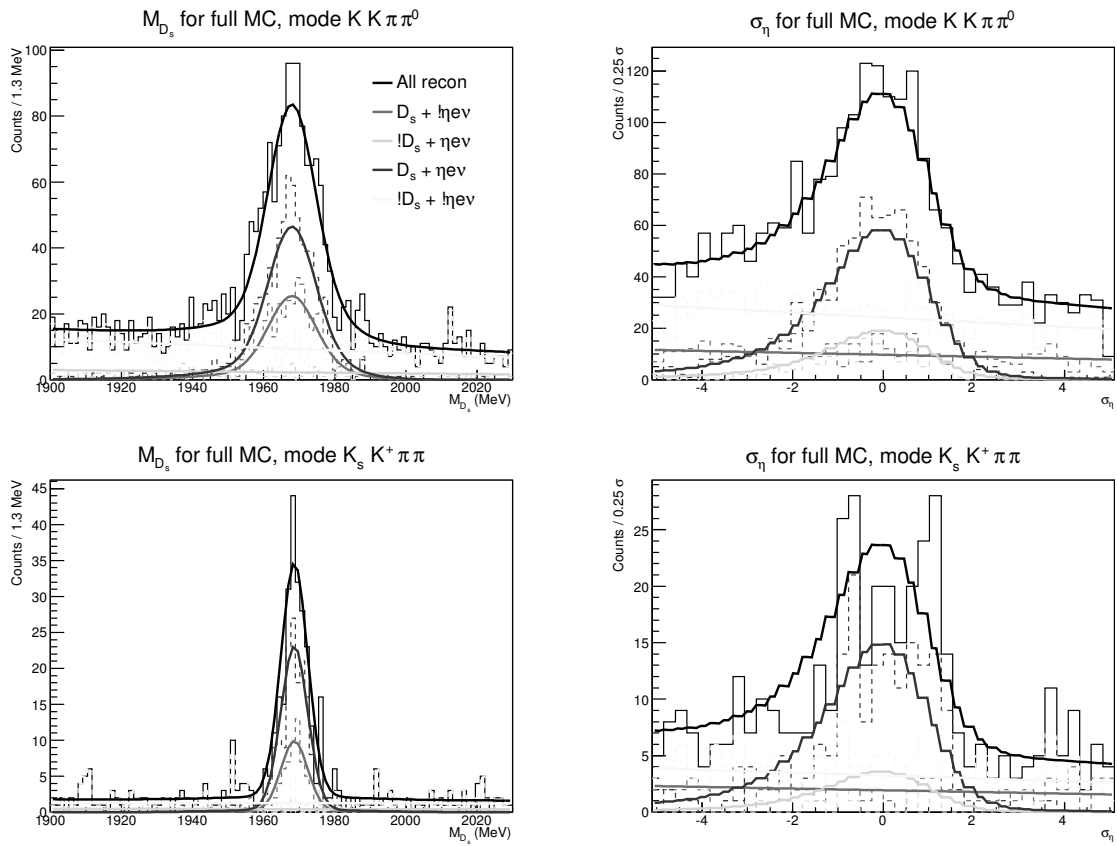 M_{D_s} for full MC, mode K K π π⁰
Counts / 1.3 MeV
100
80
60
40
20
0
All recon
D_s + !ηeν
!D_s + ηeν
D_s + ηeν
!D_s + !ηeν
1900 1920 1940 1960 1980 2000 2020
M_{D_s} (MeV)
σ_η for full MC, mode K K π π⁰
Counts / 0.25 σ
120
100
80
60
40
20
0
-4 -2 0 2 4
σ_η
M_{D_s} for full MC, mode K_s K⁺ π π
Counts / 1.3 MeV
45
40
35
30
25
20
15
10
5
0
1900 1920 1940 1960 1980 2000 2020
M_{D_s} (MeV)
σ_η for full MC, mode K_s K⁺ π π
Counts / 0.25 σ
25
20
15
10
5
0
-4 -2 0 2 4
σ_η